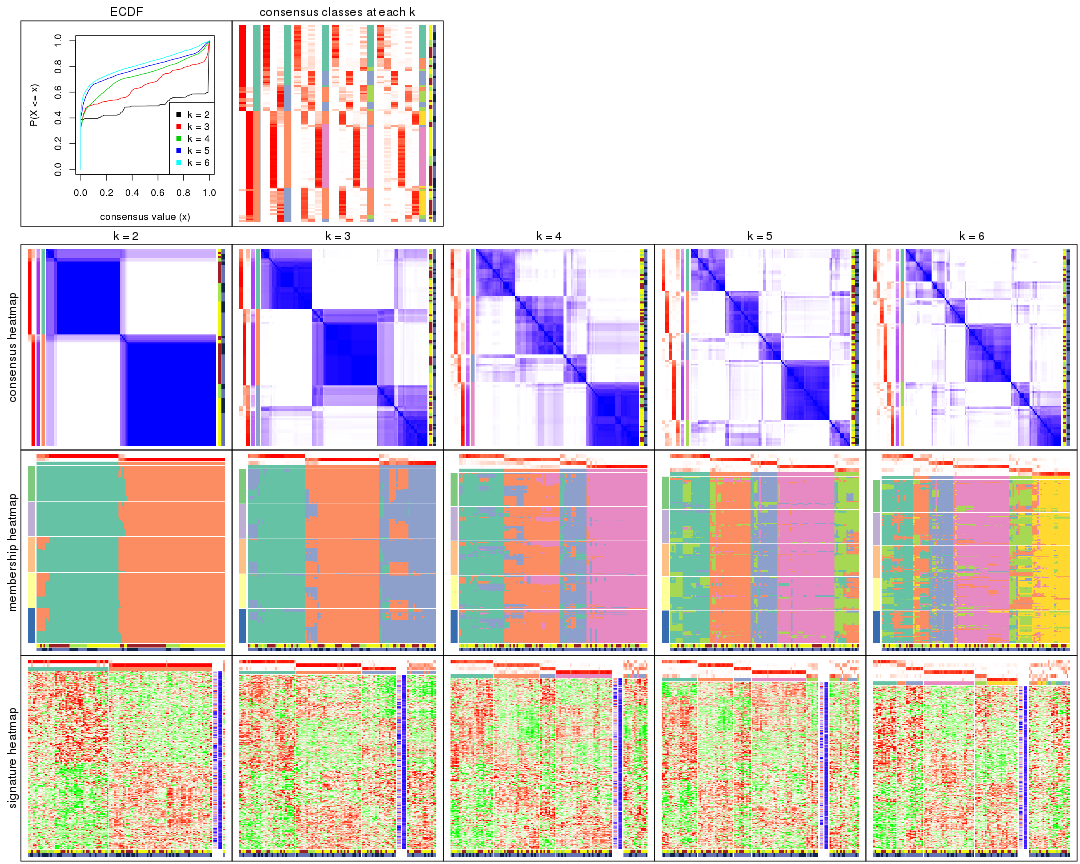 ECDF
consensus classes at each k
P(X <= x)
1.0
0.8
0.6
0.4
0.2
0.0
k = 2
k = 3
k = 4
k = 5
k = 6
0.0 0.2 0.4 0.6 0.8 1.0
consensus value (x)
k = 2
k = 3
k = 4
k = 5
k = 6
consensus heatmap
membership heatmap
signature heatmap